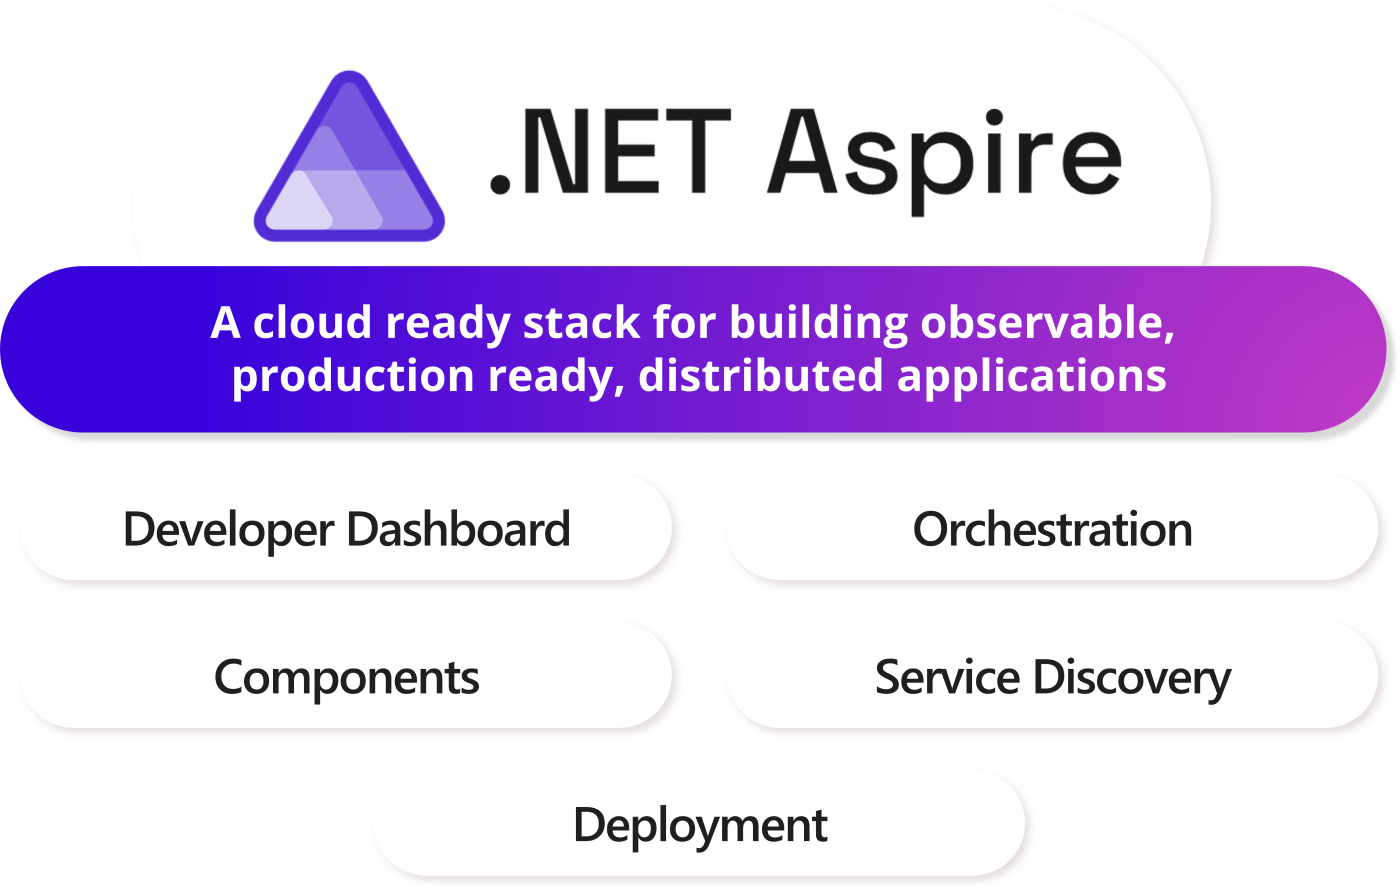 .NET Aspire
A cloud ready stack for building observable,
production ready, distributed applications
Developer Dashboard
Orchestration
Components
Service Discovery
Deployment